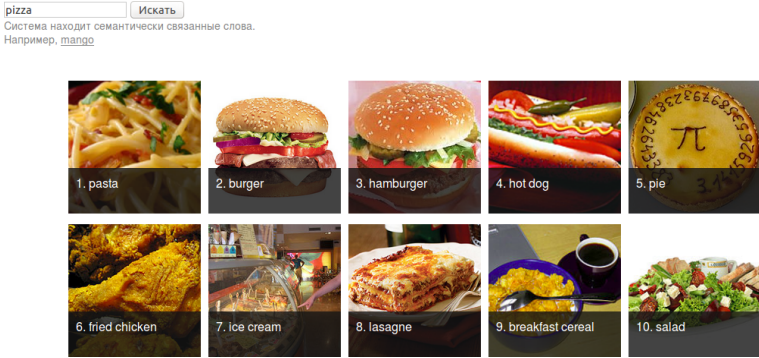 pizza Искать
Система находит семантически связанные слова.
Например, mango
1. pasta
2. burger
3. hamburger
4. hot dog
5. pie
π
6. fried chicken
7. ice cream
8. lasagne
9. breakfast cereal
10. salad